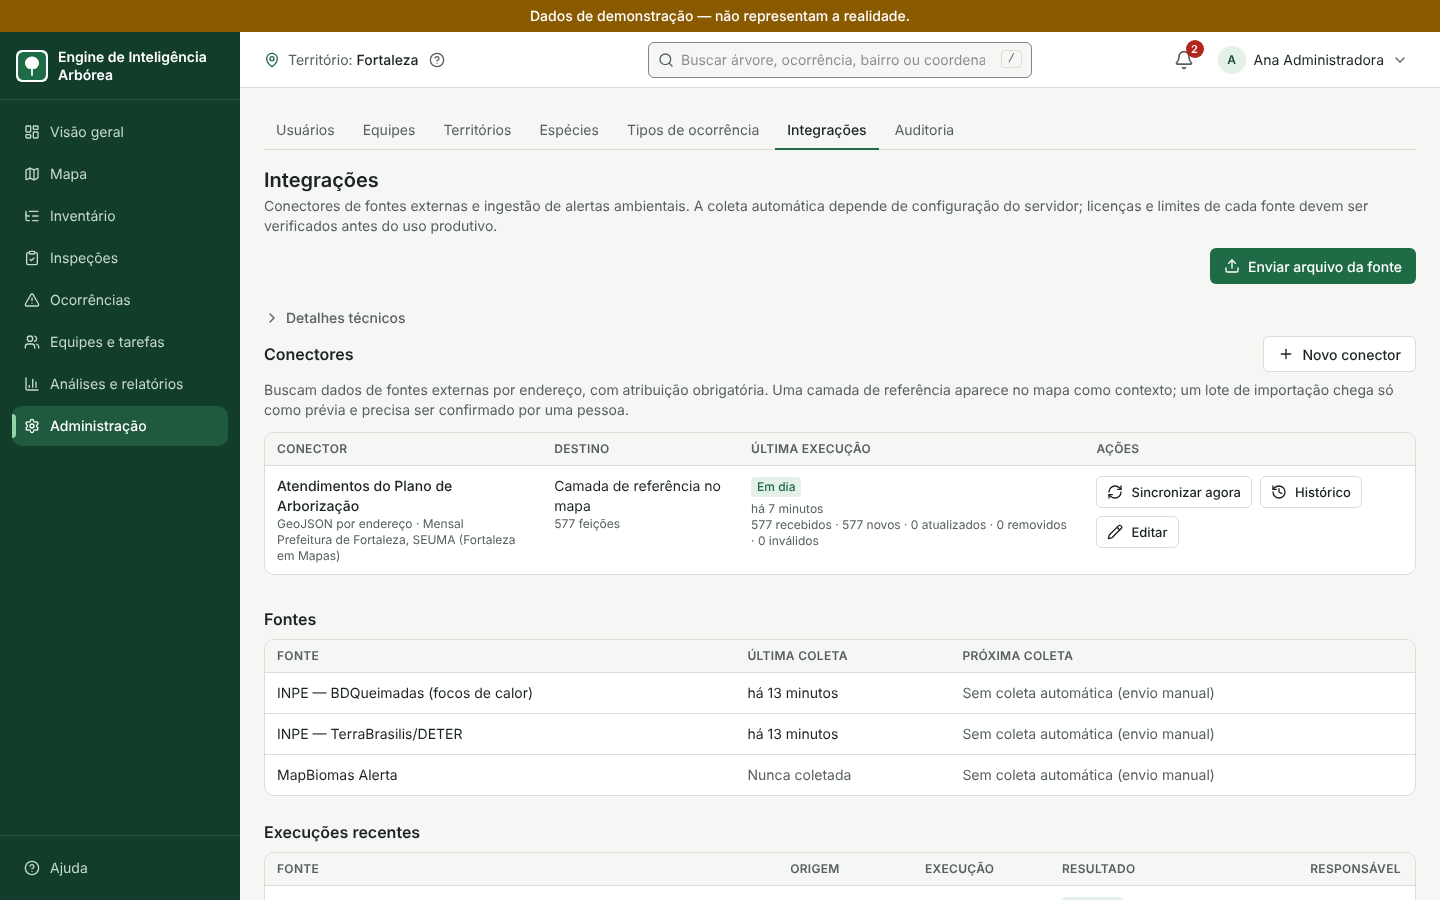 Dados de demonstração — não representam a realidade.
Engine de Inteligência
Arbórea
Território: Fortaleza
Buscar árvore, ocorrência, bairro ou coordena
/
2
A
Ana Administradora
Visão geral
Mapa
Inventário
Inspeções
Ocorrências
Equipes e tarefas
Análises e relatórios
Administração
Ajuda
Usuários
Equipes
Territórios
Espécies
Tipos de ocorrência
Integrações
Auditoria
Integrações
Conectores de fontes externas e ingestão de alertas ambientais. A coleta automática depende de configuração do servidor; licenças e limites de cada fonte devem ser
verificados antes do uso produtivo.
Enviar arquivo da fonte
Detalhes técnicos
Conectores
Novo conector
Buscam dados de fontes externas por endereço, com atribuição obrigatória. Uma camada de referência aparece no mapa como contexto; um lote de importação chega só
como prévia e precisa ser confirmado por uma pessoa.
CONECTOR
DESTINO
ÚLTIMA EXECUÇÃO
AÇÕES
Atendimentos do Plano de
Arborização
GeoJSON por endereço · Mensal
Prefeitura de Fortaleza, SEUMA (Fortaleza
em Mapas)
Camada de referência no
mapa
577 feições
Em dia
há 7 minutos
577 recebidos · 577 novos · 0 atualizados · 0 removidos
· 0 inválidos
Sincronizar agora
Histórico
Editar
Fontes
FONTE
ÚLTIMA COLETA
PRÓXIMA COLETA
INPE — BDQueimadas (focos de calor)
há 13 minutos
Sem coleta automática (envio manual)
INPE — TerraBrasilis/DETER
há 13 minutos
Sem coleta automática (envio manual)
MapBiomas Alerta
Nunca coletada
Sem coleta automática (envio manual)
Execuções recentes
FONTE
ORIGEM
EXECUÇÃO
RESULTADO
RESPONSÁVEL